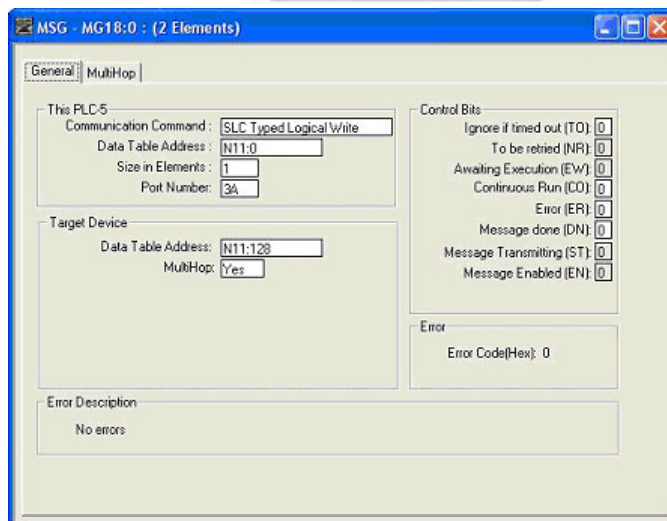 MSG - MG18:0 : (2 Elements)
General MultiHop
This PLC-5
Communication Command : SLC Typed Logical Write
Data Table Address : N11:0
Size in Elements : 1
Port Number: 3A
Target Device
Data Table Address: N11:128
MultiHop: Yes
Control Bits
Ignore if timed out (TO): 0
To be retried (NR): 0
Awaiting Execution (EW): 0
Continuous Run (CO): 0
Error (ER): 0
Message done (DN): 0
Message Transmitting (ST): 0
Message Enabled (EN): 0
Error
Error Code(Hex): 0
Error Description
No errors